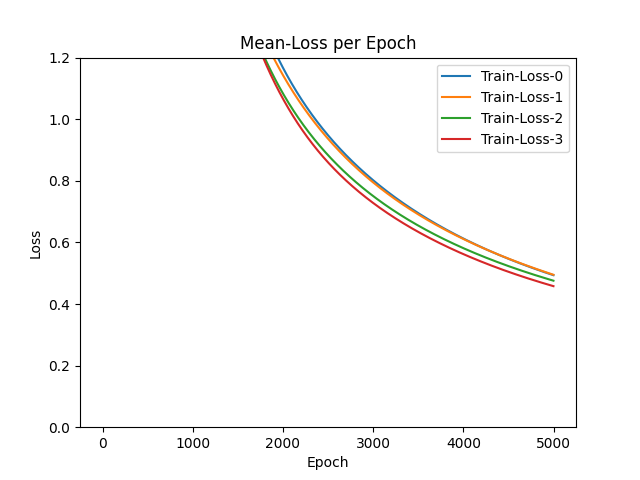 Mean-Loss per Epoch
1.2
1.0
0.8
0.6
0.4
0.2
0.0
Loss
Train-Loss-0
Train-Loss-1
Train-Loss-2
Train-Loss-3
0 1000 2000 3000 4000 5000
Epoch